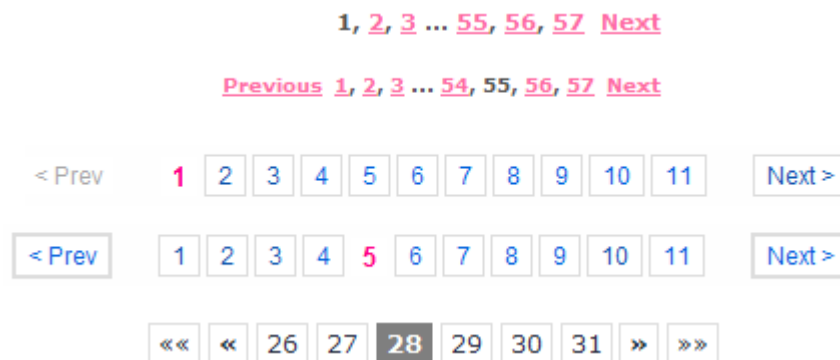 1, 2, 3 ... 55, 56, 57 Next
Previous 1, 2, 3 ... 54, 55, 56, 57 Next
< Prev 1 2 3 4 5 6 7 8 9 10 11 Next >
< Prev 1 2 3 4 5 6 7 8 9 10 11 Next >
«« « 26 27 28 29 30 31 » »»